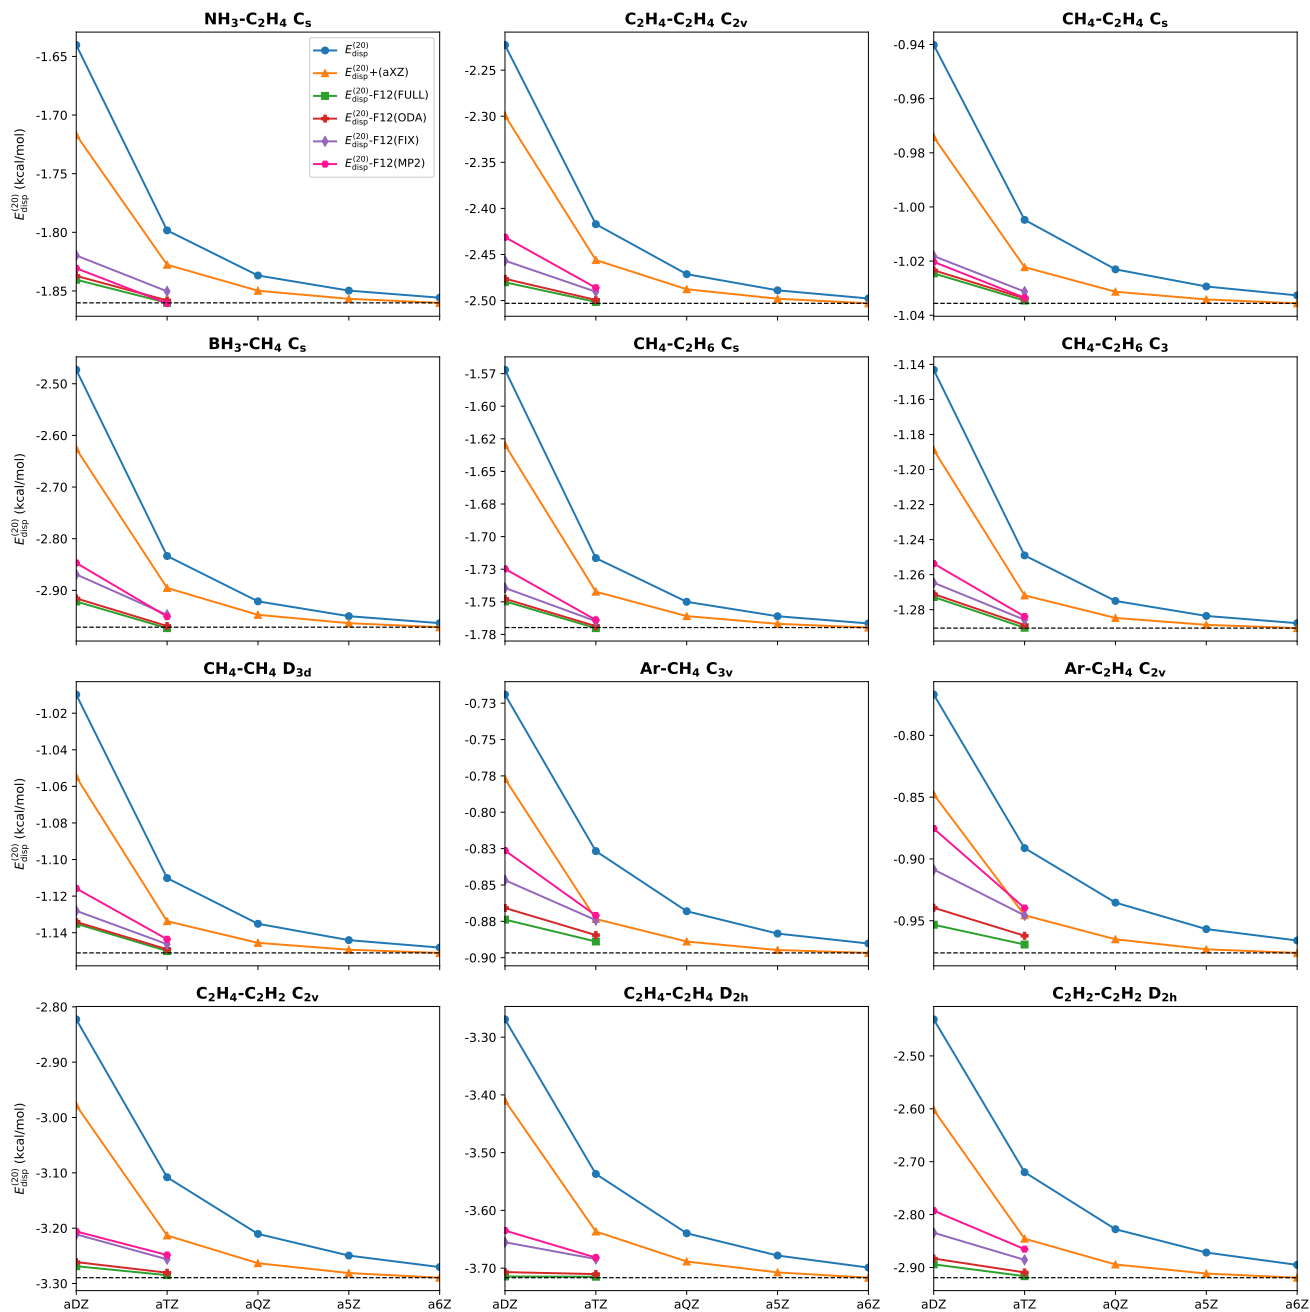 NH₃-C₂H₄ Cₛ
C₂H₄-C₂H₄ C₂ᵥ
CH₄-C₂H₄ Cₛ
E_disp^(20) (kcal/mol)
-1.65
-1.70
-1.75
-1.80
-1.85
E_disp^(20)
E_disp^(20)+(aXZ)
E_disp^(20)-F12(FULL)
E_disp^(20)-F12(ODA)
E_disp^(20)-F12(FIX)
E_disp^(20)-F12(MP2)
-2.25
-2.30
-2.35
-2.40
-2.45
-2.50
-0.94
-0.96
-0.98
-1.00
-1.02
-1.04
BH₃-CH₄ Cₛ
CH₄-C₂H₆ Cₛ
CH₄-C₂H₆ C₃
E_disp^(20) (kcal/mol)
-2.50
-2.60
-2.70
-2.80
-2.90
-1.57
-1.60
-1.62
-1.65
-1.68
-1.70
-1.73
-1.75
-1.78
-1.14
-1.16
-1.18
-1.20
-1.22
-1.24
-1.26
-1.28
CH₄-CH₄ D₃d
Ar-CH₄ C₃ᵥ
Ar-C₂H₄ C₂ᵥ
E_disp^(20) (kcal/mol)
-1.02
-1.04
-1.06
-1.08
-1.10
-1.12
-1.14
-0.73
-0.75
-0.78
-0.80
-0.83
-0.85
-0.88
-0.90
-0.80
-0.85
-0.90
-0.95
C₂H₄-C₂H₂ C₂ᵥ
C₂H₄-C₂H₄ D₂ₕ
C₂H₂-C₂H₂ D₂ₕ
E_disp^(20) (kcal/mol)
-2.80
-2.90
-3.00
-3.10
-3.20
-3.30
aDZ aTZ aQZ a5Z a6Z
-3.30
-3.40
-3.50
-3.60
-3.70
aDZ aTZ aQZ a5Z a6Z
-2.50
-2.60
-2.70
-2.80
-2.90
aDZ aTZ aQZ a5Z a6Z